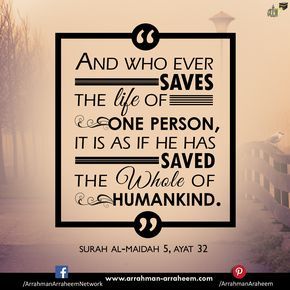 AND WHO EVER
SAVES
THE life OF
ONE PERSON,
IT IS AS IF HE HAS
SAVED
THE Whole OF
HUMANKIND.
SURAH AL-MAIDAH 5, AYAT 32
www.arrahman-arraheem.com
/ArrahmanArraheemNetwork
/ArrahmanArraheem